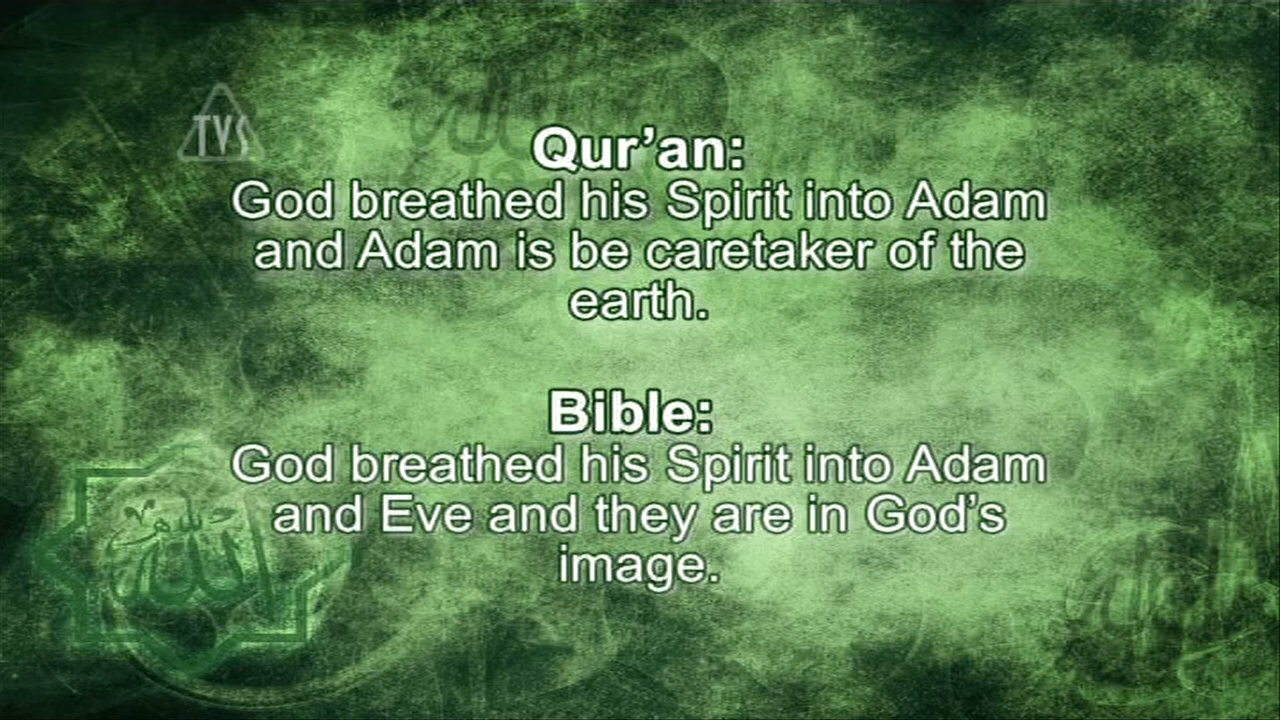 TVS
Qur’an:
God breathed his Spirit into Adam
and Adam is be caretaker of the
earth.
Bible:
God breathed his Spirit into Adam
and Eve and they are in God’s
image.
الله